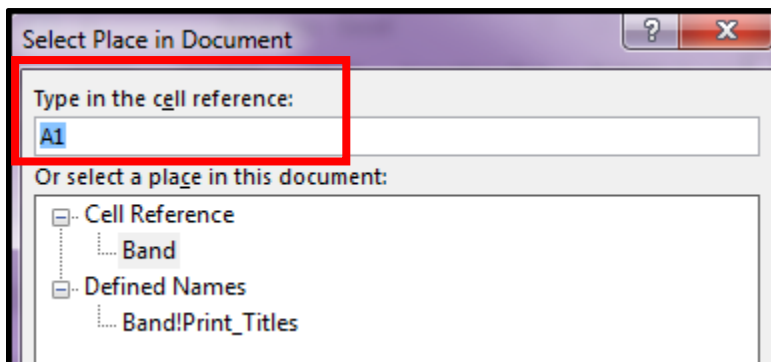 Select Place in Document
Type in the cell reference:
A1
Or select a place in this document:
Cell Reference
Band
Defined Names
Band!Print_Titles